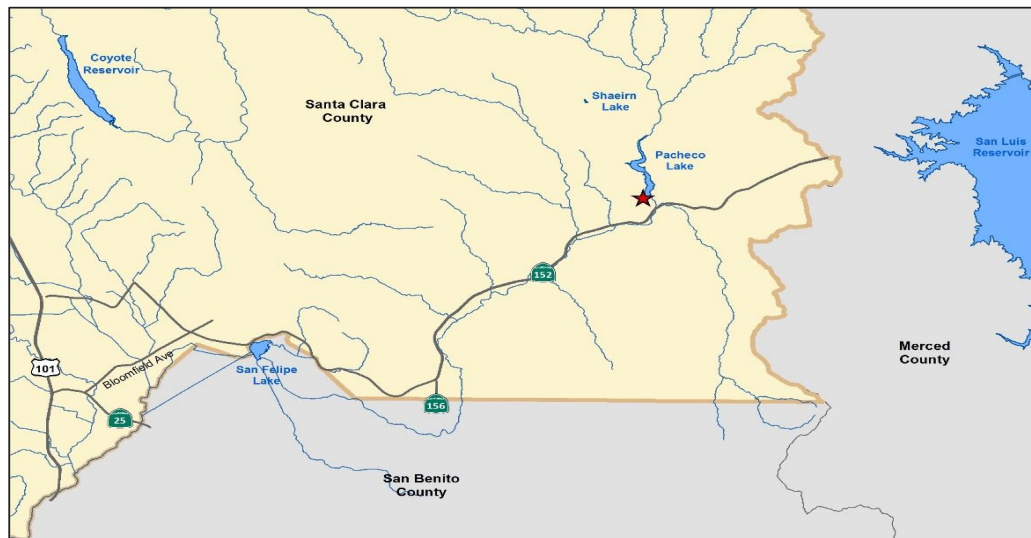 Coyote
Reservoir
Santa Clara
County
Shaeirn
Lake
Pacheco
Lake
San Luis
Reservoir
152
Merced
County
101
Bloomfield Ave
San Felipe
Lake
25
156
San Benito
County